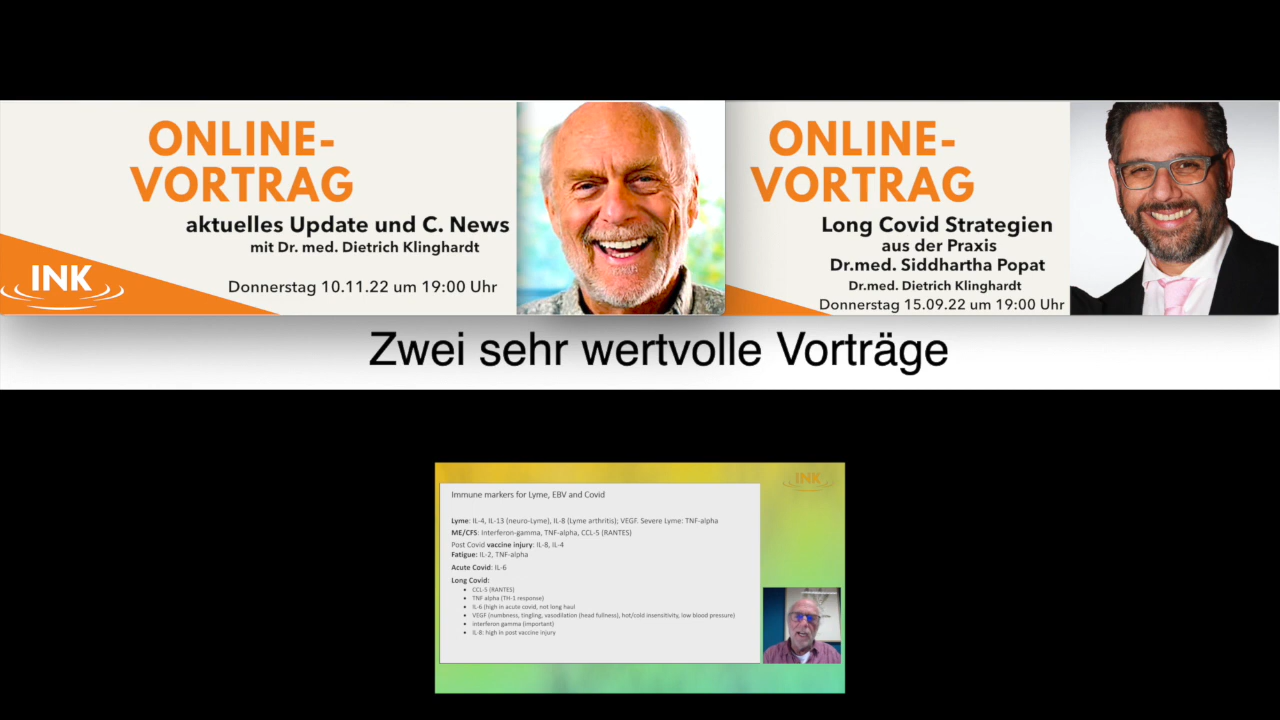 ONLINE-
VORTRAG
aktuelles Update und C. News
mit Dr. med. Dietrich Klinghardt
Donnerstag 10.11.22 um 19:00 Uhr
INK
ONLINE-
VORTRAG
Long Covid Strategien
aus der Praxis
Dr.med. Siddhartha Popat
Dr.med. Dietrich Klinghardt
Donnerstag 15.09.22 um 19:00 Uhr
Zwei sehr wertvolle Vorträge
INK
Immune markers for Lyme, EBV and Covid
Lyme: IL-4, IL-13 (neuro-Lyme), IL-8 (Lyme arthritis); VEGF. Severe Lyme: TNF-alpha
ME/CFS: Interferon-gamma, TNF-alpha, CCL-5 (RANTES)
Post Covid vaccine injury: IL-8, IL-4
Fatigue: IL-2, TNF-alpha
Acute Covid: IL-6
Long Covid:
• CCL-5 (RANTES)
• TNF alpha (TH-1 response)
• IL-6 (high in acute covid, not long haul
• VEGF (numbness, tingling, vasodilation (head fullness), hot/cold insensitivity, low blood pressure)
• interferon gamma (important)
• IL-8: high in post vaccine injury